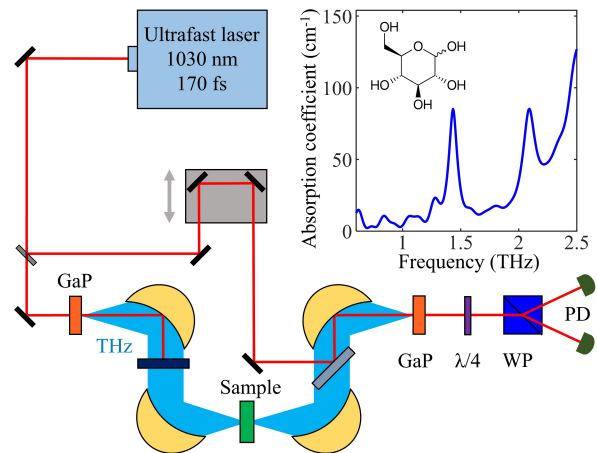 Ultrafast laser
1030 nm
170 fs
Absorption coefficient (cm⁻¹)
150
100
50
0
1
1.5
2
2.5
Frequency (THz)
HO
O
OH
HO
OH
OH
GaP
THz
Sample
GaP
λ/4
WP
PD